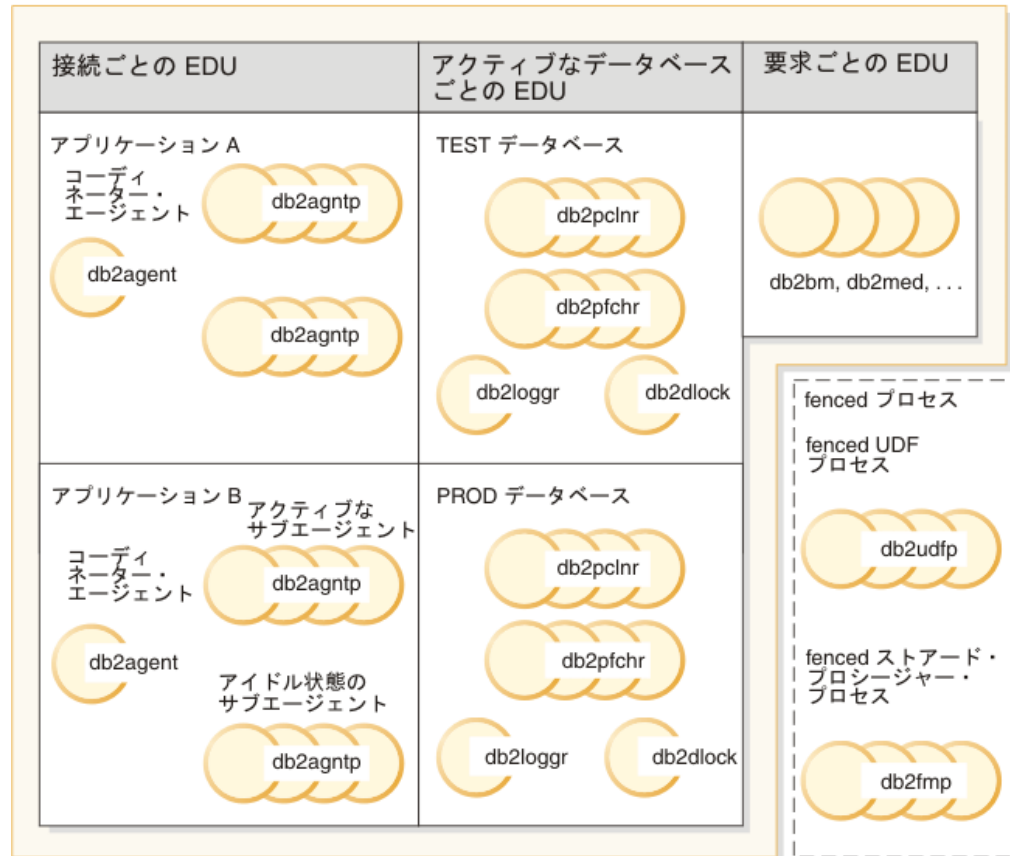 接続ごとの EDU
アクティブなデータベース
ごとの EDU
要求ごとの EDU
アプリケーション A
コーディ
ネーター・
エージェント
db2agntp
db2agent
db2agntp
TEST データベース
db2pclnr
db2pfchr
db2loggr
db2dlock
db2bm, db2med, . . .
アプリケーション B
アクティブな
サブエージェント
コーディ
ネーター・
エージェント
db2agntp
db2agent
アイドル状態の
サブエージェント
db2agntp
PROD データベース
db2pclnr
db2pfchr
db2loggr
db2dlock
fenced プロセス
fenced UDF
プロセス
db2udfp
fenced ストアード・
プロシージャー・
プロセス
db2fmp